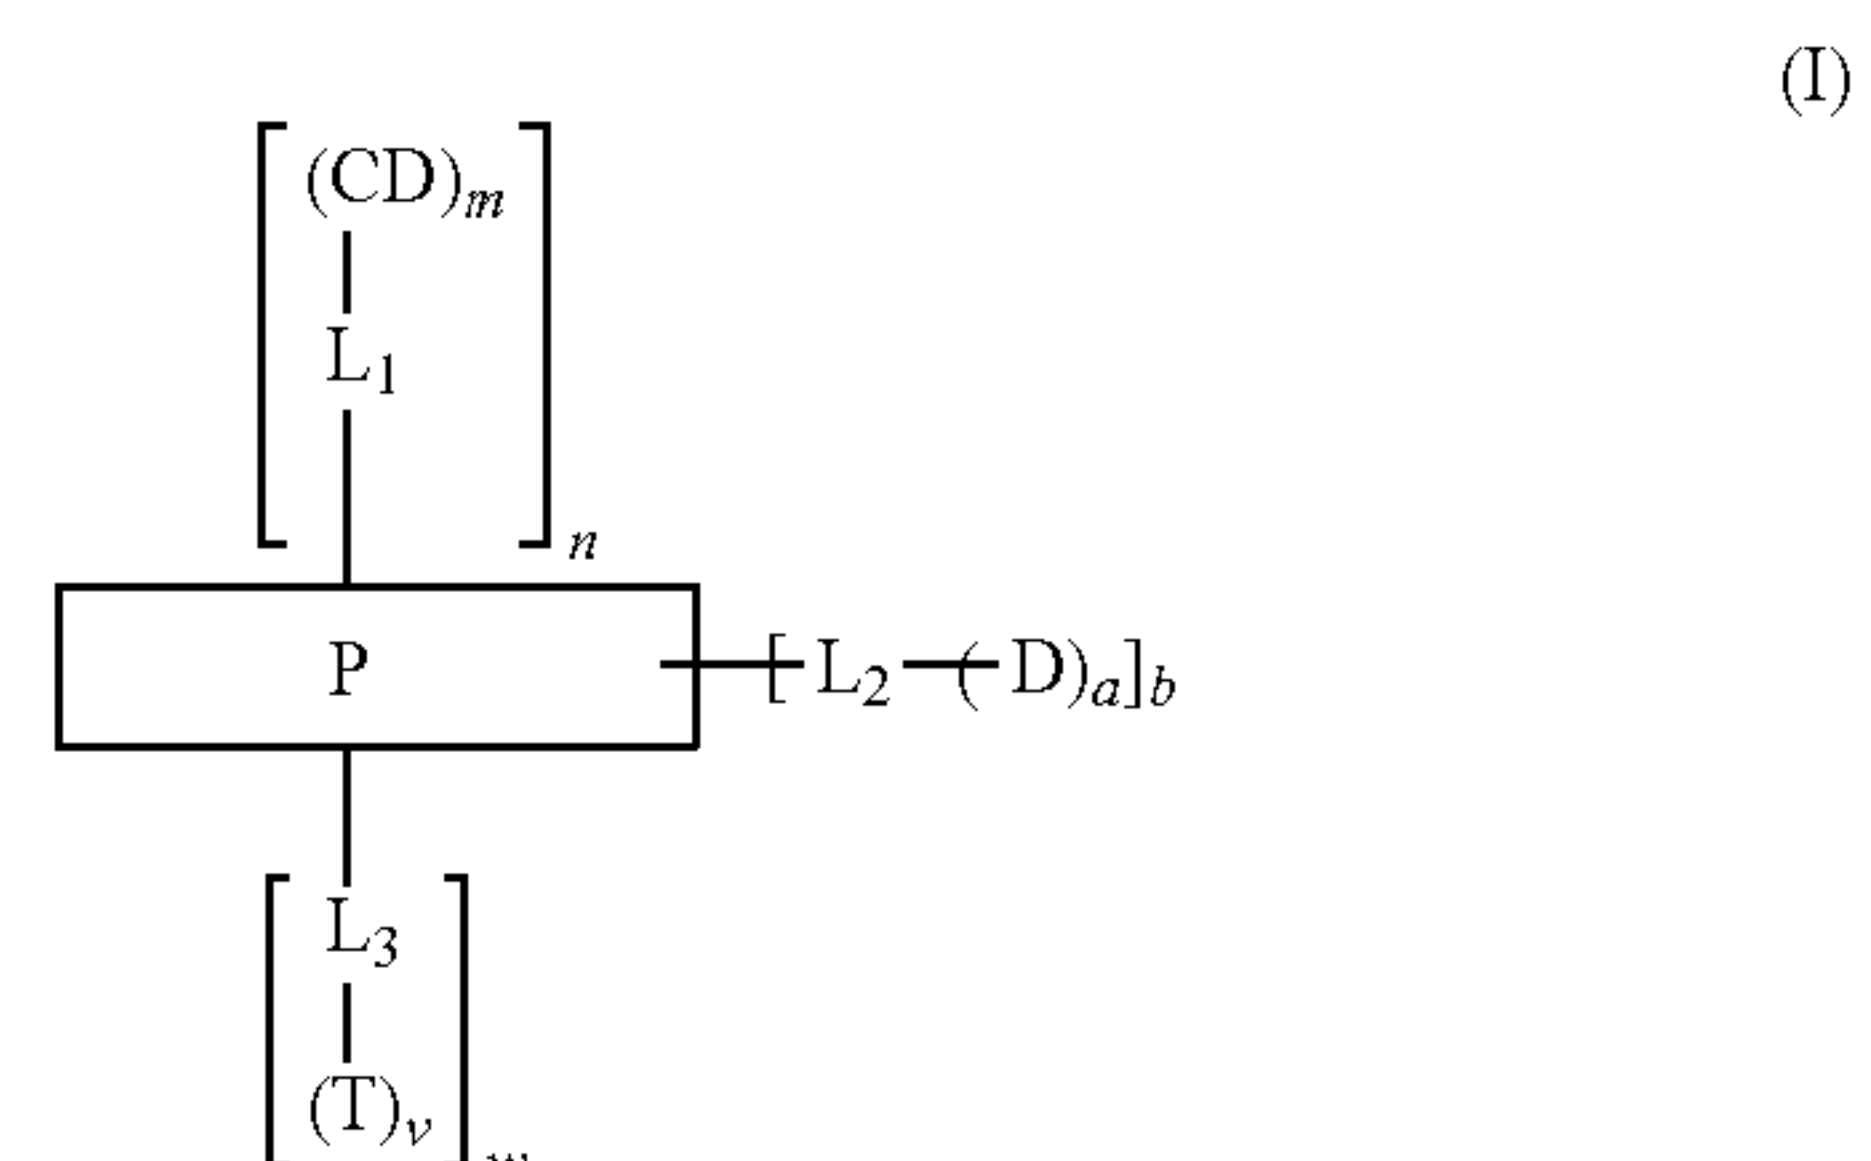 (I)
(CD)m
L1
n
P
[L2—(D)a]b
L3
(T)v